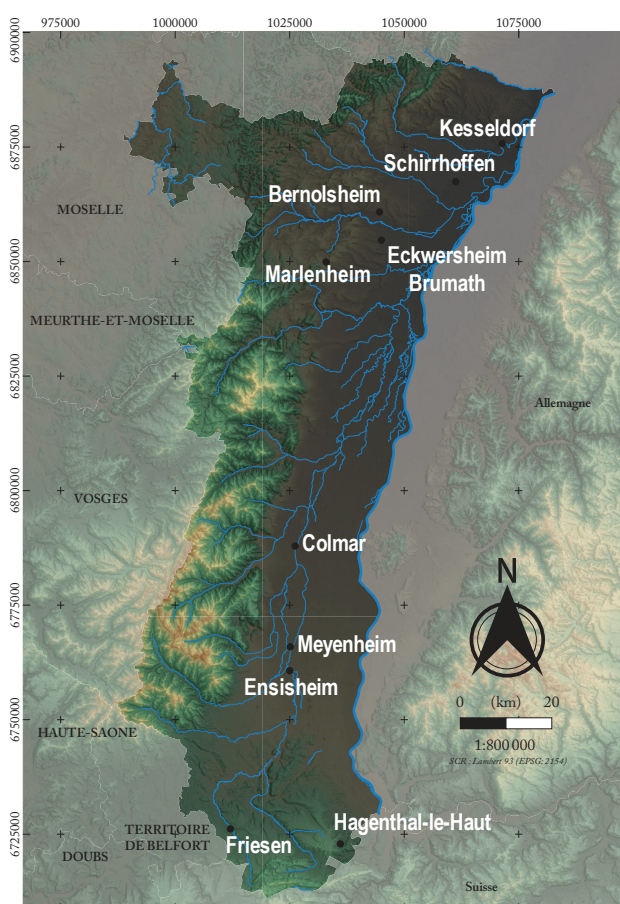 975000 1000000 1025000 1050000 1075000
6900000
6875000
6850000
6825000
6800000
6775000
6750000
6725000
Kesseldorf
Schirrhoffen
Bernolsheim
MOSELLE
Eckwersheim
Marlenheim
Brumath
MEURTHE-ET-MOSELLE
Allemagne
VOSGES
Colmar
N
Meyenheim
Ensisheim
0 (km) 20
HAUTE-SAONE
1:800 000
SCR : Lambert 93 (EPSG: 2154)
Hagenthal-le-Haut
TERRITOIRE
DE BELFORT
Friesen
DOUBS
Suisse